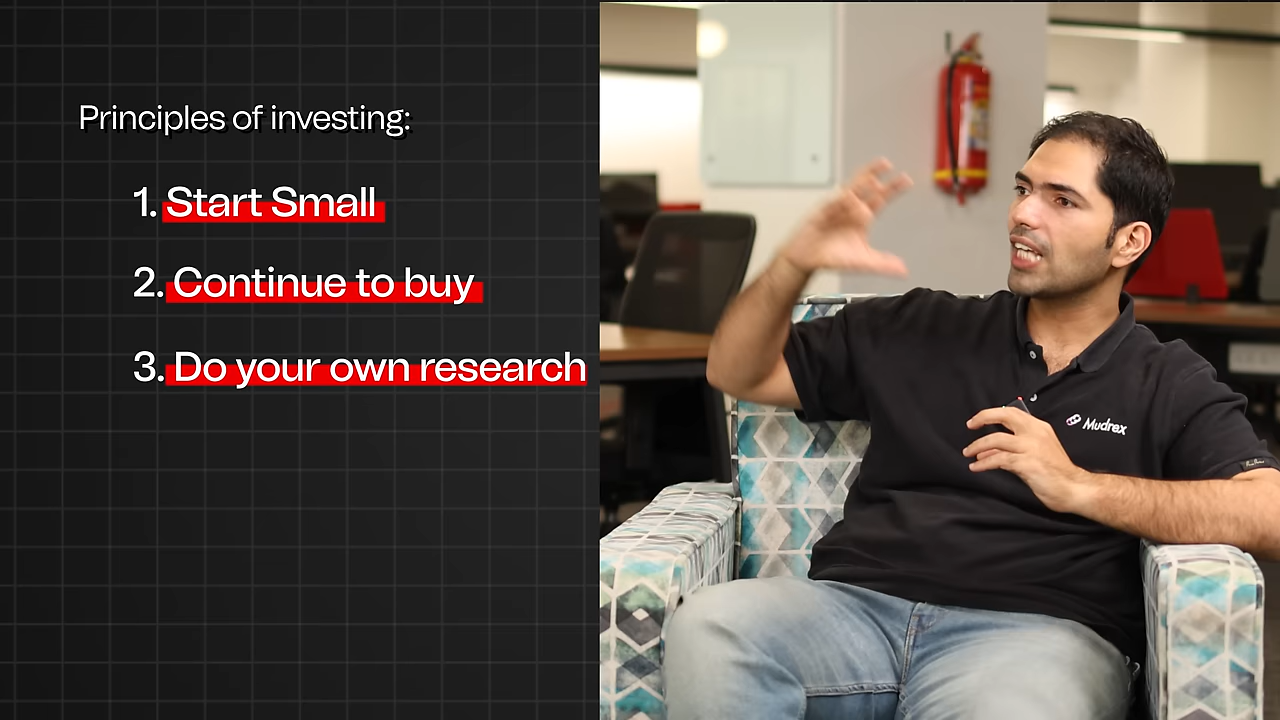 Principles of investing:
1. Start Small
2. Continue to buy
3. Do your own research
Mudrex